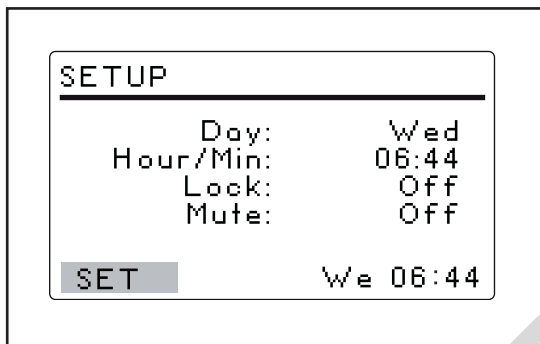 SETUP
Day: Wed
Hour/Min: 06:44
Lock: Off
Mute: Off
SET We 06:44